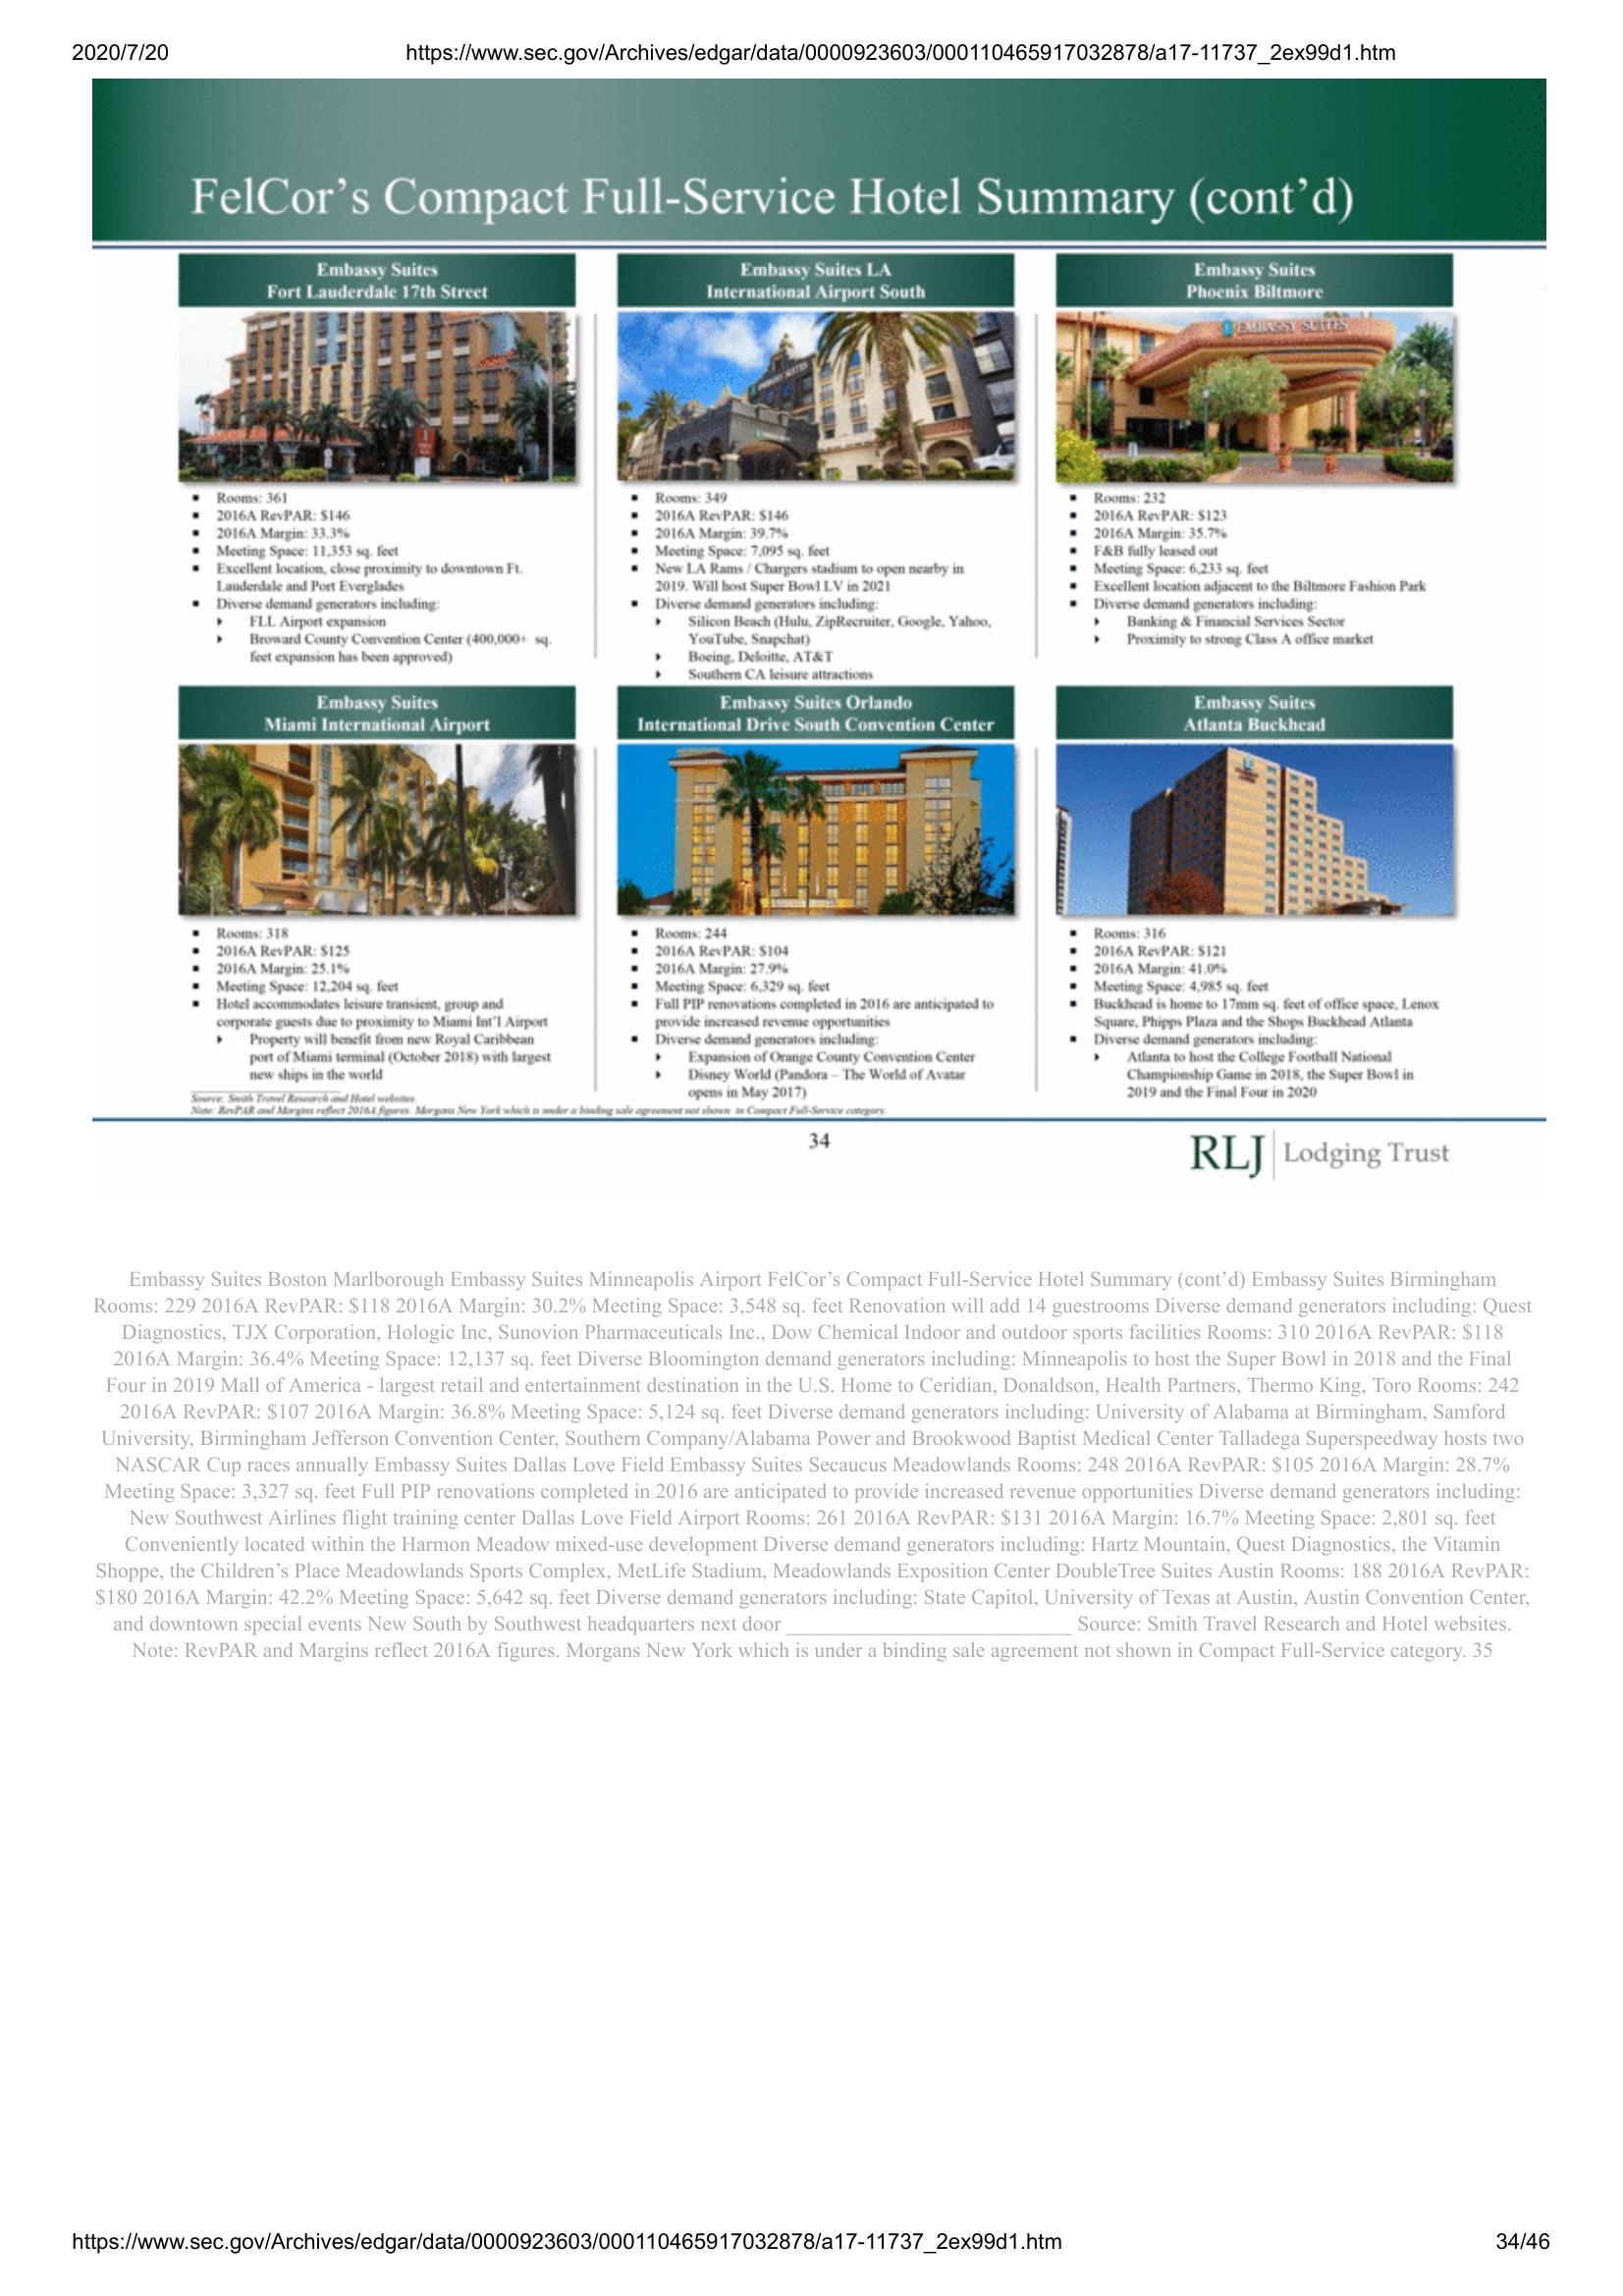 2020/7/20 https://www.sec.gov/Archives/edgar/data/0000923603/000110465917032878/a17-11737_2ex99d1.htm
FelCor’s Compact Full-Service Hotel Summary (cont’d)
Embassy Suites
Fort Lauderdale 17th Street
▪ Rooms: 361
▪ 2016A RevPAR: $146
▪ 2016A Margin: 33.3%
▪ Meeting Space: 11,353 sq. feet
▪ Excellent location, close proximity to downtown Ft.
Lauderdale and Port Everglades
▪ Diverse demand generators including:
‣ FLL Airport expansion
‣ Broward County Convention Center (400,000+ sq.
feet expansion has been approved)
Embassy Suites LA
International Airport South
EMBASSY SUITES
▪ Rooms: 349
▪ 2016A RevPAR: $146
▪ 2016A Margin: 39.7%
▪ Meeting Space: 7,095 sq. feet
▪ New LA Rams / Chargers stadium to open nearby in
2019. Will host Super Bowl LV in 2021
▪ Diverse demand generators including:
‣ Silicon Beach (Hulu, ZipRecruiter, Google, Yahoo,
YouTube, Snapchat)
‣ Boeing, Deloitte, AT&T
‣ Southern CA leisure attractions
Embassy Suites
Phoenix Biltmore
EMBASSY SUITES
▪ Rooms: 232
▪ 2016A RevPAR: $123
▪ 2016A Margin: 35.7%
▪ F&B fully leased out
▪ Meeting Space: 6,233 sq. feet
▪ Excellent location adjacent to the Biltmore Fashion Park
▪ Diverse demand generators including:
‣ Banking & Financial Services Sector
‣ Proximity to strong Class A office market
Embassy Suites
Miami International Airport
▪ Rooms: 318
▪ 2016A RevPAR: $125
▪ 2016A Margin: 25.1%
▪ Meeting Space: 12,204 sq. feet
▪ Hotel accommodates leisure transient, group and
corporate guests due to proximity to Miami Int’l Airport
‣ Property will benefit from new Royal Caribbean
port of Miami terminal (October 2018) with largest
new ships in the world
Embassy Suites Orlando
International Drive South Convention Center
▪ Rooms: 244
▪ 2016A RevPAR: $104
▪ 2016A Margin: 27.9%
▪ Meeting Space: 6,329 sq. feet
▪ Full PIP renovations completed in 2016 are anticipated to
provide increased revenue opportunities
▪ Diverse demand generators including:
‣ Expansion of Orange County Convention Center
‣ Disney World (Pandora – The World of Avatar
opens in May 2017)
Embassy Suites
Atlanta Buckhead
▪ Rooms: 316
▪ 2016A RevPAR: $121
▪ 2016A Margin: 41.0%
▪ Meeting Space: 4,985 sq. feet
▪ Buckhead is home to 17mm sq. feet of office space, Lenox
Square, Phipps Plaza and the Shops Buckhead Atlanta
▪ Diverse demand generators including:
‣ Atlanta to host the College Football National
Championship Game in 2018, the Super Bowl in
2019 and the Final Four in 2020
Source: Smith Travel Research and Hotel websites.
Note: RevPAR and Margins reflect 2016A figures. Morgans New York which is under a binding sale agreement not shown in Compact Full-Service category.
34
RLJ Lodging Trust
Embassy Suites Boston Marlborough Embassy Suites Minneapolis Airport FelCor’s Compact Full-Service Hotel Summary (cont’d) Embassy Suites Birmingham
Rooms: 229 2016A RevPAR: $118 2016A Margin: 30.2% Meeting Space: 3,548 sq. feet Renovation will add 14 guestrooms Diverse demand generators including: Quest
Diagnostics, TJX Corporation, Hologic Inc, Sunovion Pharmaceuticals Inc., Dow Chemical Indoor and outdoor sports facilities Rooms: 310 2016A RevPAR: $118
2016A Margin: 36.4% Meeting Space: 12,137 sq. feet Diverse Bloomington demand generators including: Minneapolis to host the Super Bowl in 2018 and the Final
Four in 2019 Mall of America - largest retail and entertainment destination in the U.S. Home to Ceridian, Donaldson, Health Partners, Thermo King, Toro Rooms: 242
2016A RevPAR: $107 2016A Margin: 36.8% Meeting Space: 5,124 sq. feet Diverse demand generators including: University of Alabama at Birmingham, Samford
University, Birmingham Jefferson Convention Center, Southern Company/Alabama Power and Brookwood Baptist Medical Center Talladega Superspeedway hosts two
NASCAR Cup races annually Embassy Suites Dallas Love Field Embassy Suites Secaucus Meadowlands Rooms: 248 2016A RevPAR: $105 2016A Margin: 28.7%
Meeting Space: 3,327 sq. feet Full PIP renovations completed in 2016 are anticipated to provide increased revenue opportunities Diverse demand generators including:
New Southwest Airlines flight training center Dallas Love Field Airport Rooms: 261 2016A RevPAR: $131 2016A Margin: 16.7% Meeting Space: 2,801 sq. feet
Conveniently located within the Harmon Meadow mixed-use development Diverse demand generators including: Hartz Mountain, Quest Diagnostics, the Vitamin
Shoppe, the Children’s Place Meadowlands Sports Complex, MetLife Stadium, Meadowlands Exposition Center DoubleTree Suites Austin Rooms: 188 2016A RevPAR:
$180 2016A Margin: 42.2% Meeting Space: 5,642 sq. feet Diverse demand generators including: State Capitol, University of Texas at Austin, Austin Convention Center,
and downtown special events New South by Southwest headquarters next door ___________________________ Source: Smith Travel Research and Hotel websites.
Note: RevPAR and Margins reflect 2016A figures. Morgans New York which is under a binding sale agreement not shown in Compact Full-Service category. 35
https://www.sec.gov/Archives/edgar/data/0000923603/000110465917032878/a17-11737_2ex99d1.htm 34/46